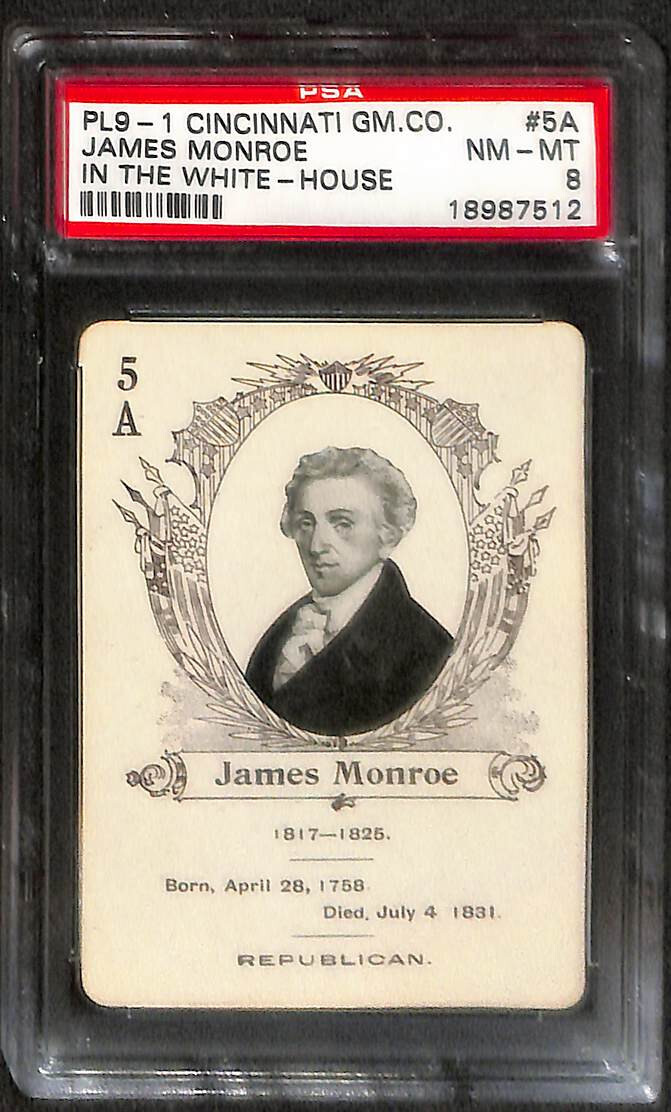 PSA
PL9-1 CINCINNATI GM.CO. #5A
JAMES MONROE NM-MT
IN THE WHITE-HOUSE 8
18987512
5
A
James Monroe
1817—1825.
Born, April 28, 1758.
Died, July 4 1831.
REPUBLICAN.